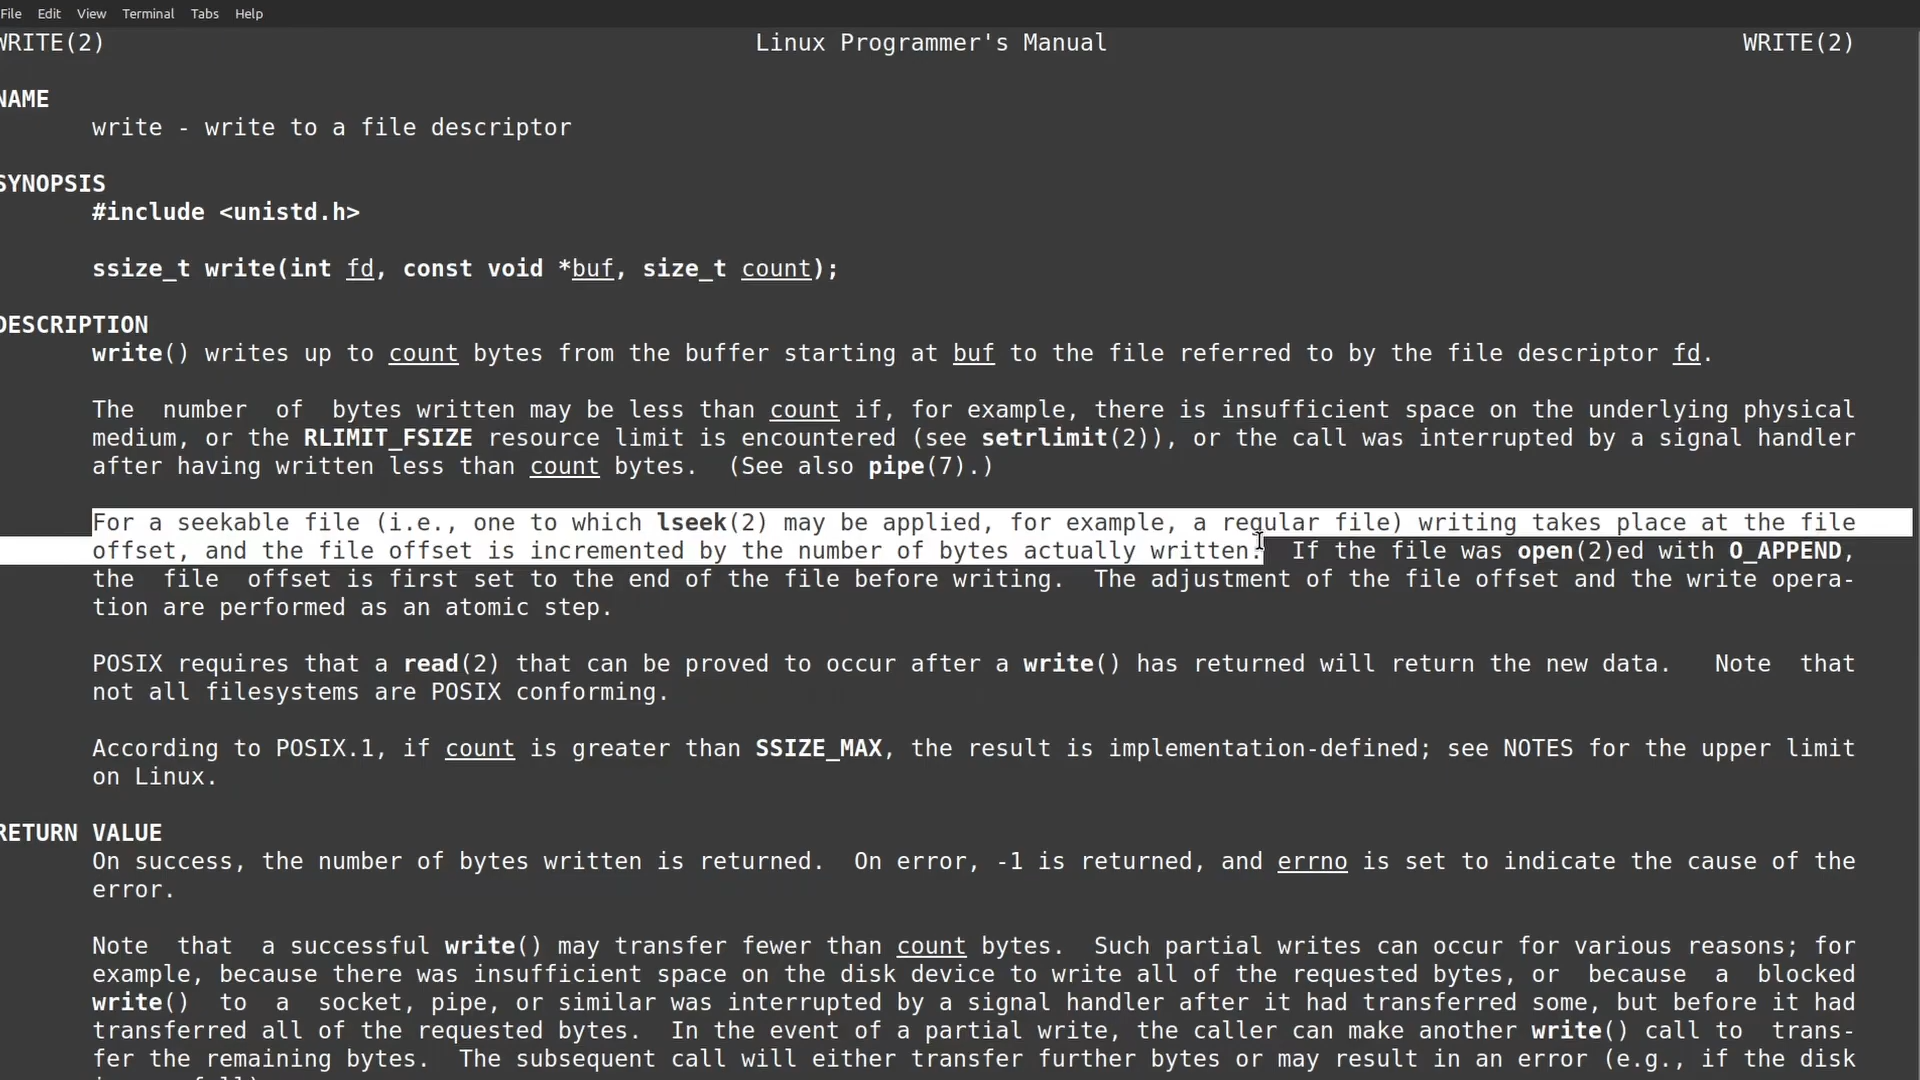 File Edit View Terminal Tabs Help
WRITE(2) Linux Programmer's Manual WRITE(2)
NAME
write - write to a file descriptor
SYNOPSIS
#include <unistd.h>
ssize_t write(int fd, const void *buf, size_t count);
DESCRIPTION
write() writes up to count bytes from the buffer starting at buf to the file referred to by the file descriptor fd.
The number of bytes written may be less than count if, for example, there is insufficient space on the underlying physical
medium, or the RLIMIT_FSIZE resource limit is encountered (see setrlimit(2)), or the call was interrupted by a signal handler
after having written less than count bytes. (See also pipe(7).)
For a seekable file (i.e., one to which lseek(2) may be applied, for example, a regular file) writing takes place at the file
offset, and the file offset is incremented by the number of bytes actually written. If the file was open(2)ed with O_APPEND,
the file offset is first set to the end of the file before writing. The adjustment of the file offset and the write opera-
tion are performed as an atomic step.
POSIX requires that a read(2) that can be proved to occur after a write() has returned will return the new data. Note that
not all filesystems are POSIX conforming.
According to POSIX.1, if count is greater than SSIZE_MAX, the result is implementation-defined; see NOTES for the upper limit
on Linux.
RETURN VALUE
On success, the number of bytes written is returned. On error, -1 is returned, and errno is set to indicate the cause of the
error.
Note that a successful write() may transfer fewer than count bytes. Such partial writes can occur for various reasons; for
example, because there was insufficient space on the disk device to write all of the requested bytes, or because a blocked
write() to a socket, pipe, or similar was interrupted by a signal handler after it had transferred some, but before it had
transferred all of the requested bytes. In the event of a partial write, the caller can make another write() call to trans-
fer the remaining bytes. The subsequent call will either transfer further bytes or may result in an error (e.g., if the disk